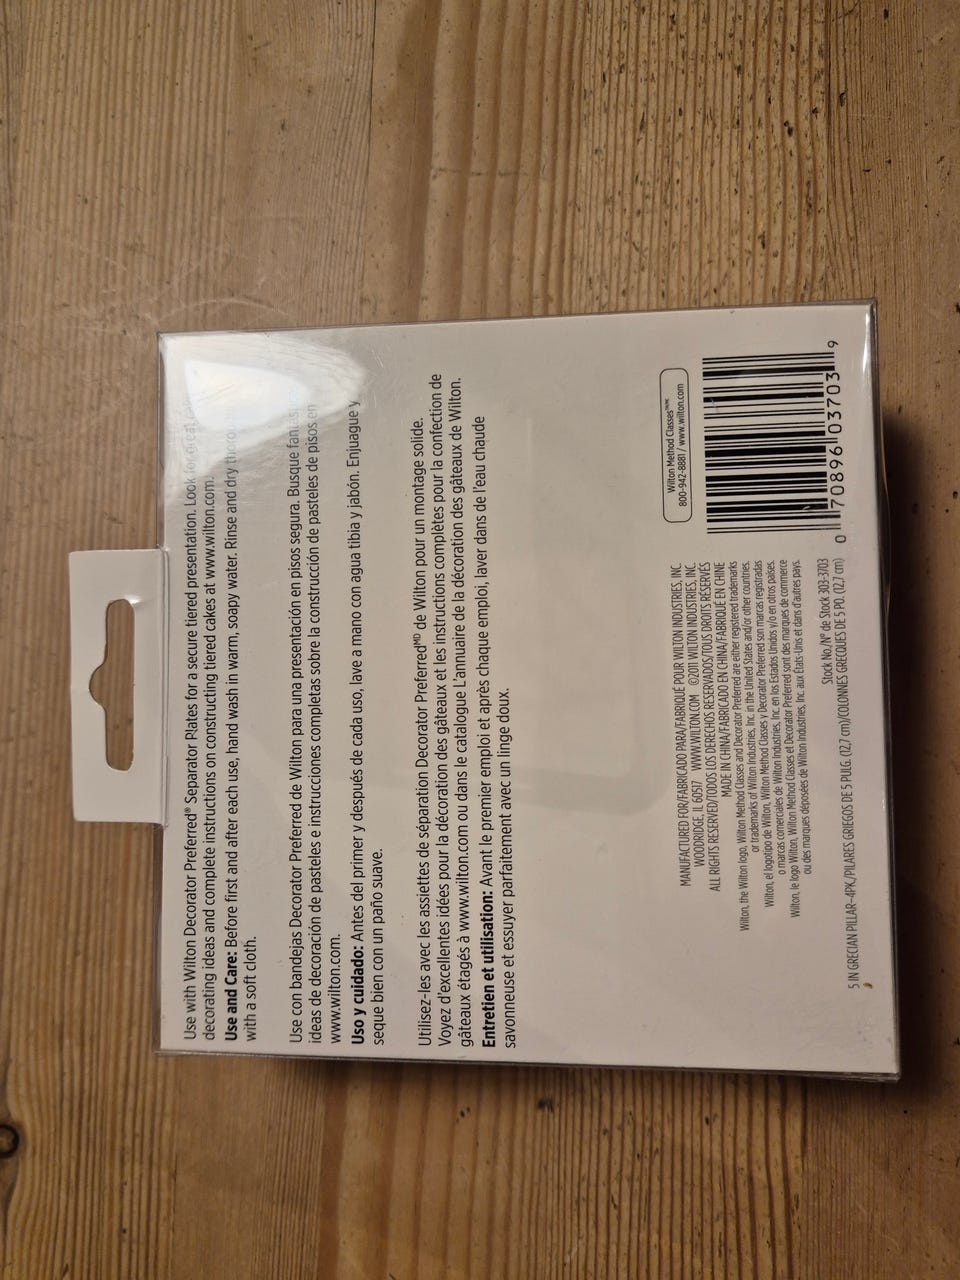 Use with Wilton Decorator Preferred® Separator Plates for a secure tiered presentation. Look for great
decorating ideas and complete instructions on constructing tiered cakes at www.wilton.com.
Use and Care: Before first and after each use, hand wash in warm, soapy water. Rinse and dry
with a soft cloth.
Use con bandejas Decorator Preferred de Wilton para una presentación en pisos segura. Busque
ideas de decoración de pasteles e instrucciones completas sobre la construcción de pasteles de pisos en
www.wilton.com.
Uso y cuidado: Antes del primer y después de cada uso, lave a mano con agua tibia y jabón. Enjuague y
seque bien con un paño suave.
Utilisez-les avec les assiettes de séparation Decorator Preferredᴹᴰ de Wilton pour un montage solide.
Voyez d'excellentes idées pour la décoration des gâteaux et les instructions complètes pour la confection de
gâteaux étagés à www.wilton.com ou dans le catalogue L'annuaire de la décoration des gâteaux de Wilton.
Entretien et utilisation: Avant le premier emploi et après chaque emploi, laver dans de l'eau chaude
savonneuse et essuyer parfaitement avec un linge doux.
MANUFACTURED FOR/FABRICADO PARA/FABRIQUÉ POUR WILTON INDUSTRIES, INC.
WOODRIDGE, IL 60517 WWW.WILTON.COM ©2011 WILTON INDUSTRIES, INC.
ALL RIGHTS RESERVED/TODOS LOS DERECHOS RESERVADOS/TOUS DROITS RÉSERVÉS
MADE IN CHINA/FABRICADO EN CHINA/FABRIQUÉ EN CHINE
Wilton, the Wilton logo, Wilton Method Classes and Decorator Preferred are either registered trademarks
or trademarks of Wilton Industries, Inc. in the United States and/or other countries.
Wilton, el logotipo de Wilton, Wilton Method Classes y Decorator Preferred son marcas registradas
o marcas comerciales de Wilton Industries, Inc. en los Estados Unidos y/o en otros países.
Wilton, le logo Wilton, Wilton Method Classes et Decorator Preferred sont des marques de commerce
ou des marques déposées de Wilton Industries, Inc. aux États-Unis et dans d'autres pays.
Wilton Method Classes™/ᴹᶜ
800-942-8881 / www.wilton.com
0 70896 03703 9
Stock No./Nº de Stock 303-3703
5 IN GRECIAN PILLAR–4PK./PILARES GRIEGOS DE 5 PULG. (12,7 cm)/COLONNES GRECQUES DE 5 PO. (12,7 cm)